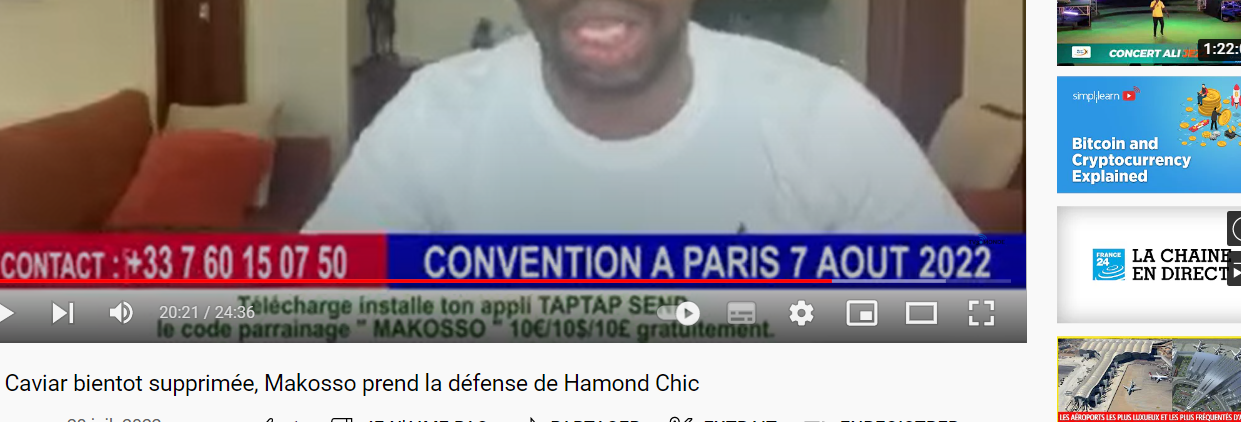 CONTACT : +33 7 60 15 07 50
CONVENTION A PARIS 7 AOUT 2022
Télécharge installe ton appli TAPTAP SEND
le code parrainage " MAKOSSO " 10€/10$/10£ gratuitement.
20:21 / 24:36
Caviar bientot supprimée, Makosso prend la défense de Hamond Chic
CONCERT ALI
1:22:
simplilearn
Bitcoin and
Cryptocurrency
Explained
FRANCE
24
LA CHAINE
EN DIRECT
LES AÉROPORTS LES PLUS LUXUEUX ET LES PLUS FRÉQUENTÉS